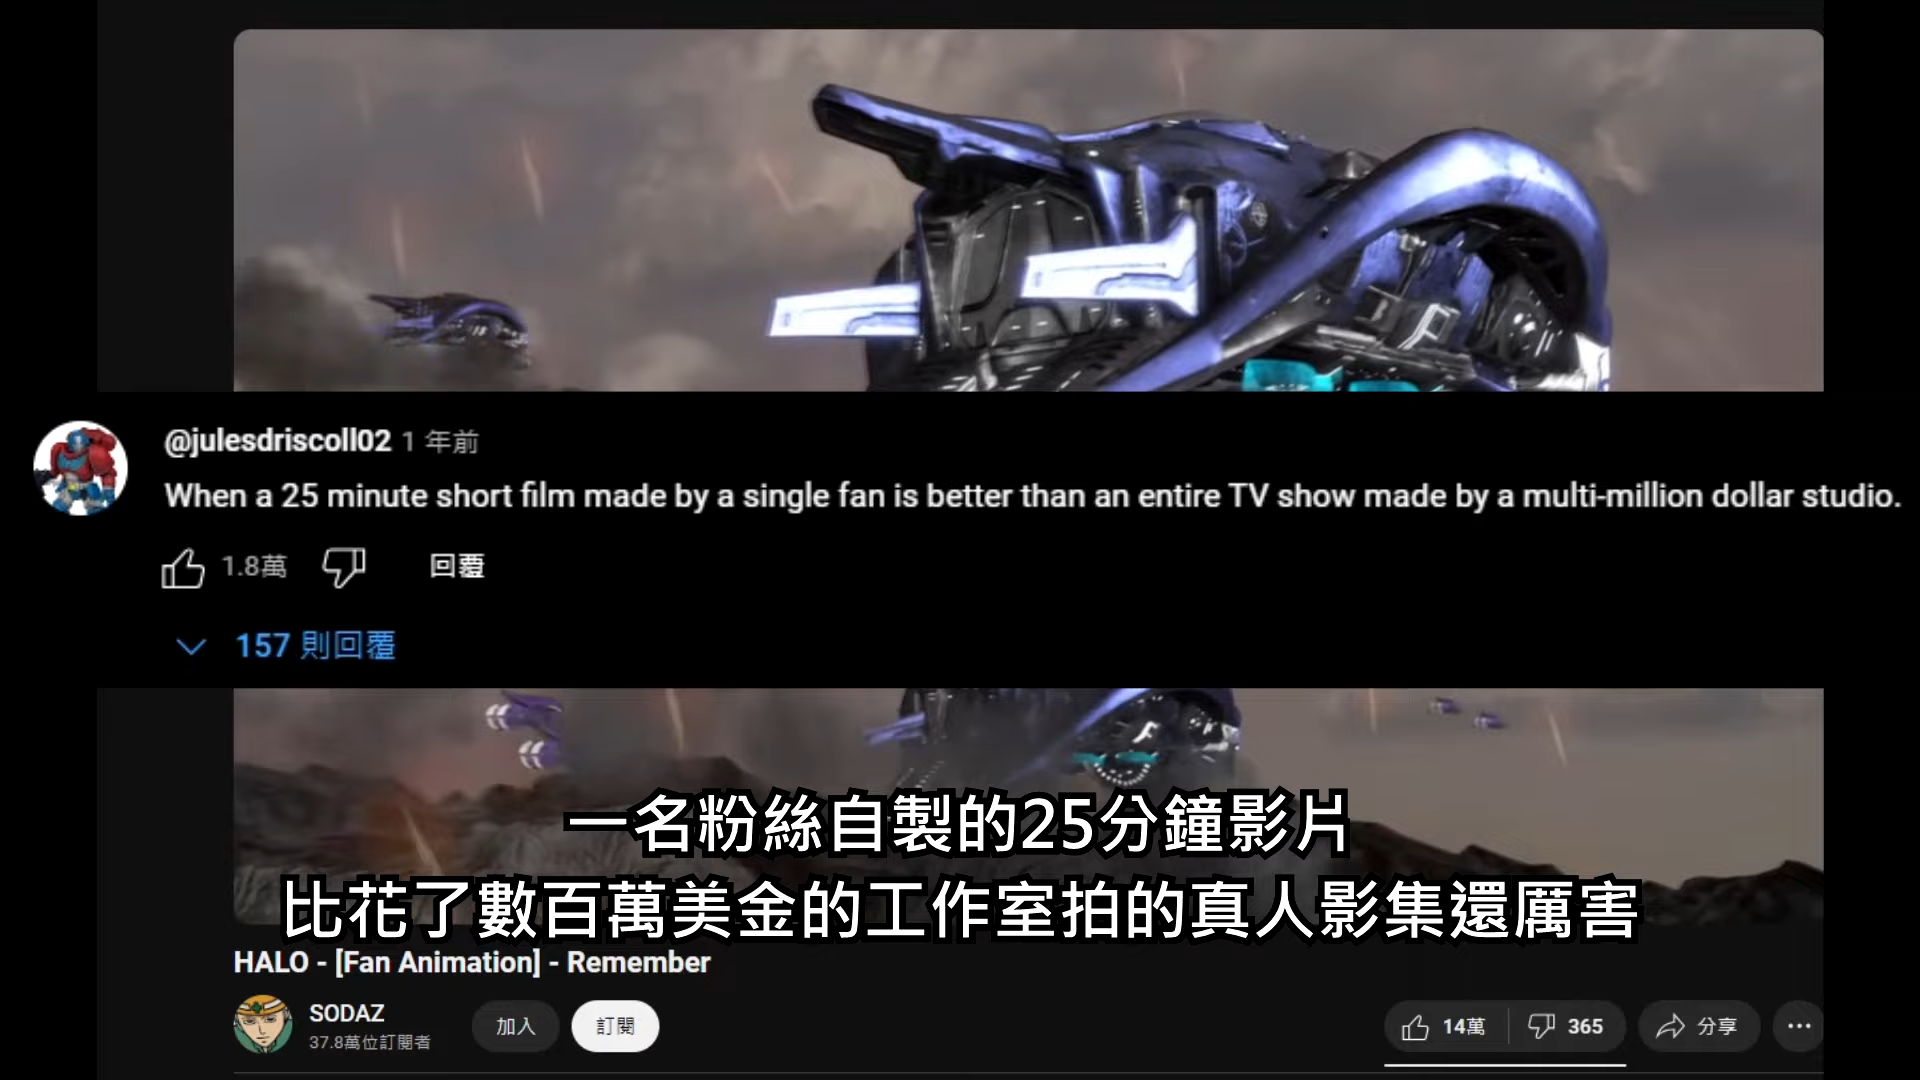 @julesdriscoll02 1 年前
When a 25 minute short film made by a single fan is better than an entire TV show made by a multi-million dollar studio.
1.8萬 回覆
157 則回覆
一名粉絲自製的25分鐘影片
比花了數百萬美金的工作室拍的真人影集還厲害
HALO - [Fan Animation] - Remember
SODAZ
37.8萬位訂閱者
加入 訂閱 14萬 365 分享